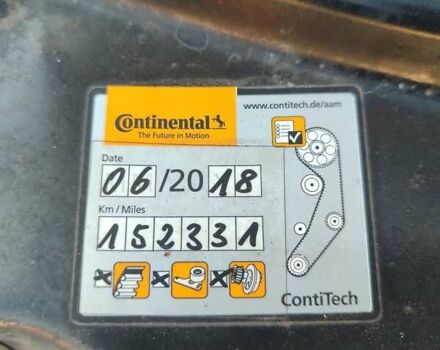 Continental
The Future in Motion
www.contitech.de/aam
Date
06/2018
Km / Miles
152331
ContiTech